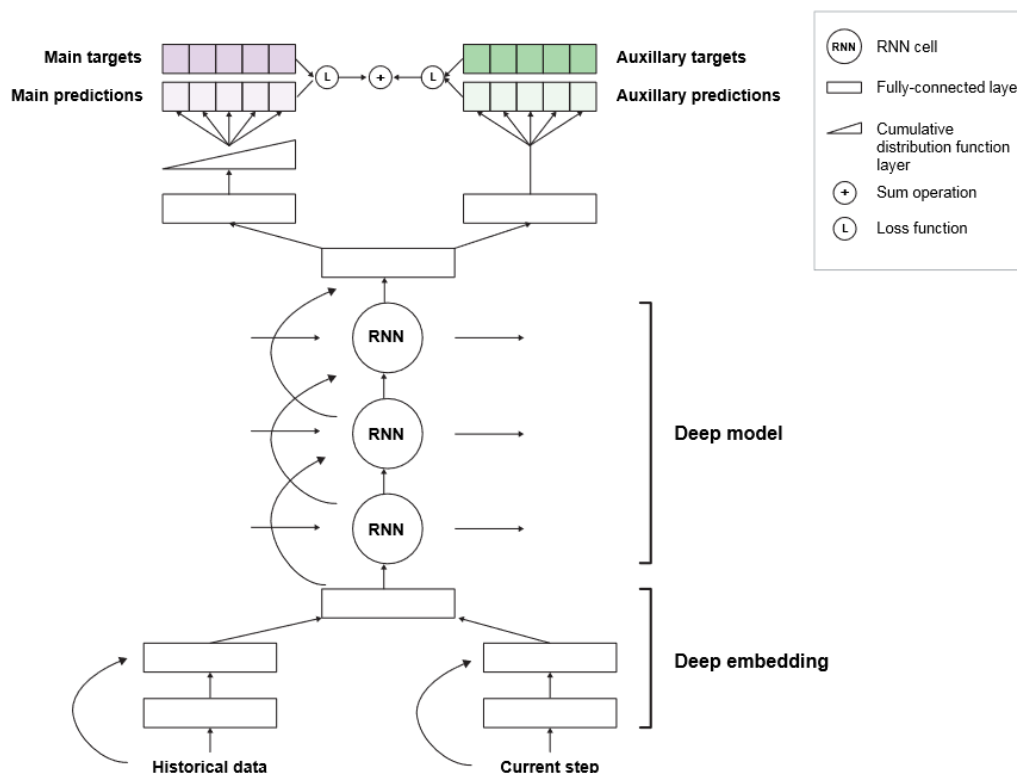 Main targets
Main predictions
L
+
L
Auxillary targets
Auxillary predictions
RNN
RNN cell
Fully-connected layer
Cumulative
distribution function
layer
+
Sum operation
L
Loss function
RNN
RNN
RNN
Deep model
Deep embedding
Historical data
Current step